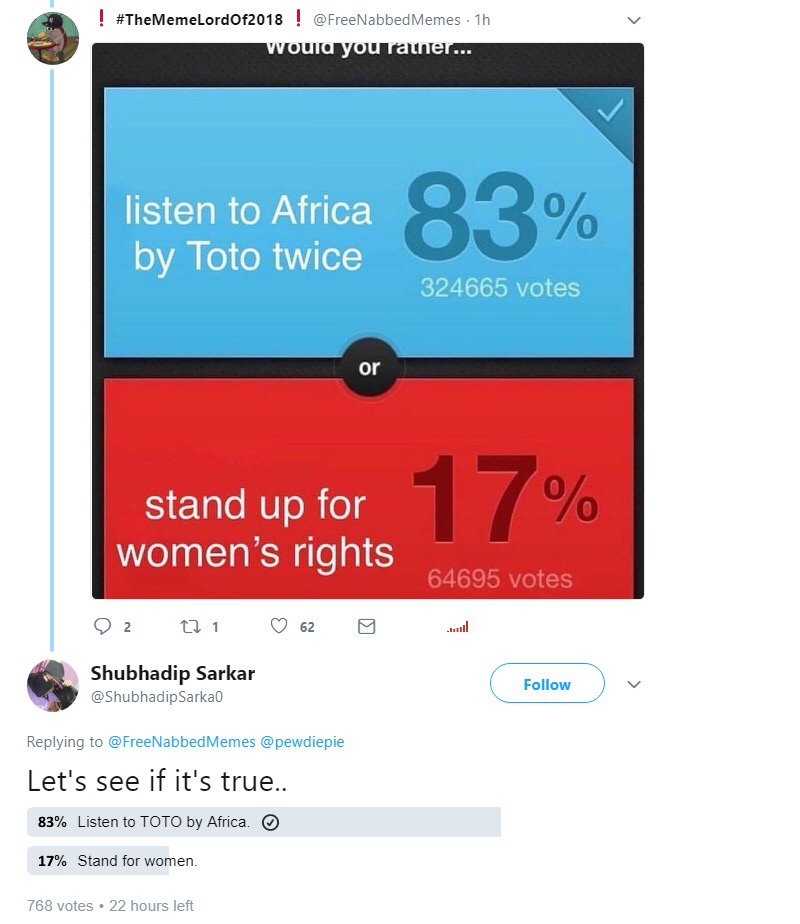 ❗ #TheMemeLordOf2018 ❗ @FreeNabbedMemes · 1h
Would you rather...
listen to Africa
by Toto twice
83%
324665 votes
or
stand up for
women's rights
17%
64695 votes
2 1 62
Shubhadip Sarkar
@ShubhadipSarka0
Follow
Replying to @FreeNabbedMemes @pewdiepie
Let's see if it's true..
83% Listen to TOTO by Africa.
17% Stand for women.
768 votes • 22 hours left